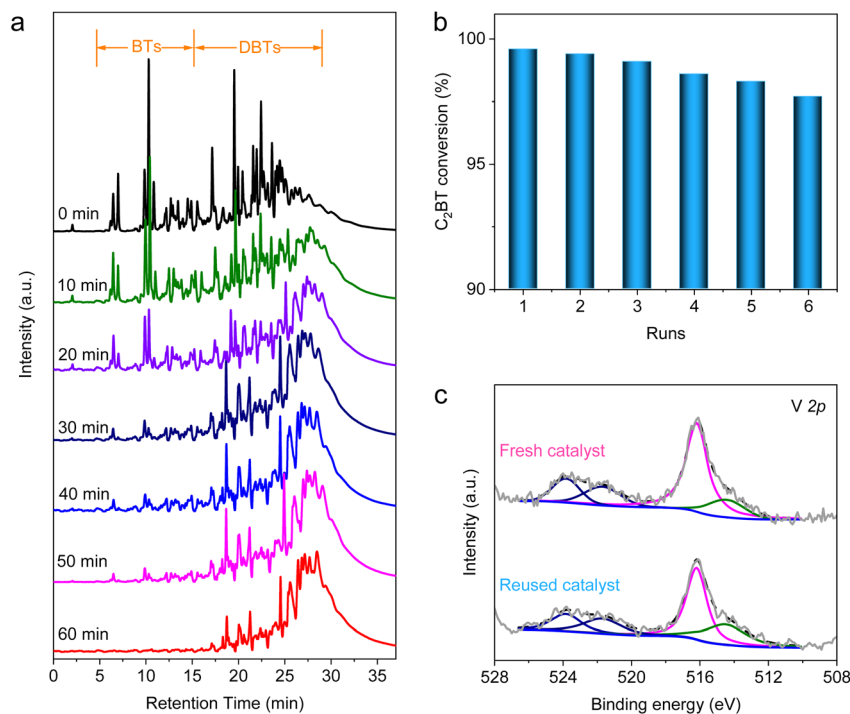 a
BTs
DBTs
0 min
10 min
20 min
30 min
40 min
50 min
60 min
Intensity (a.u.)
0 5 10 15 20 25 30 35
Retention Time (min)
b
100
95
90
C₂BT conversion (%)
1 2 3 4 5 6
Runs
c
V 2p
Fresh catalyst
Reused catalyst
Intensity (a.u.)
528 524 520 516 512 508
Binding energy (eV)